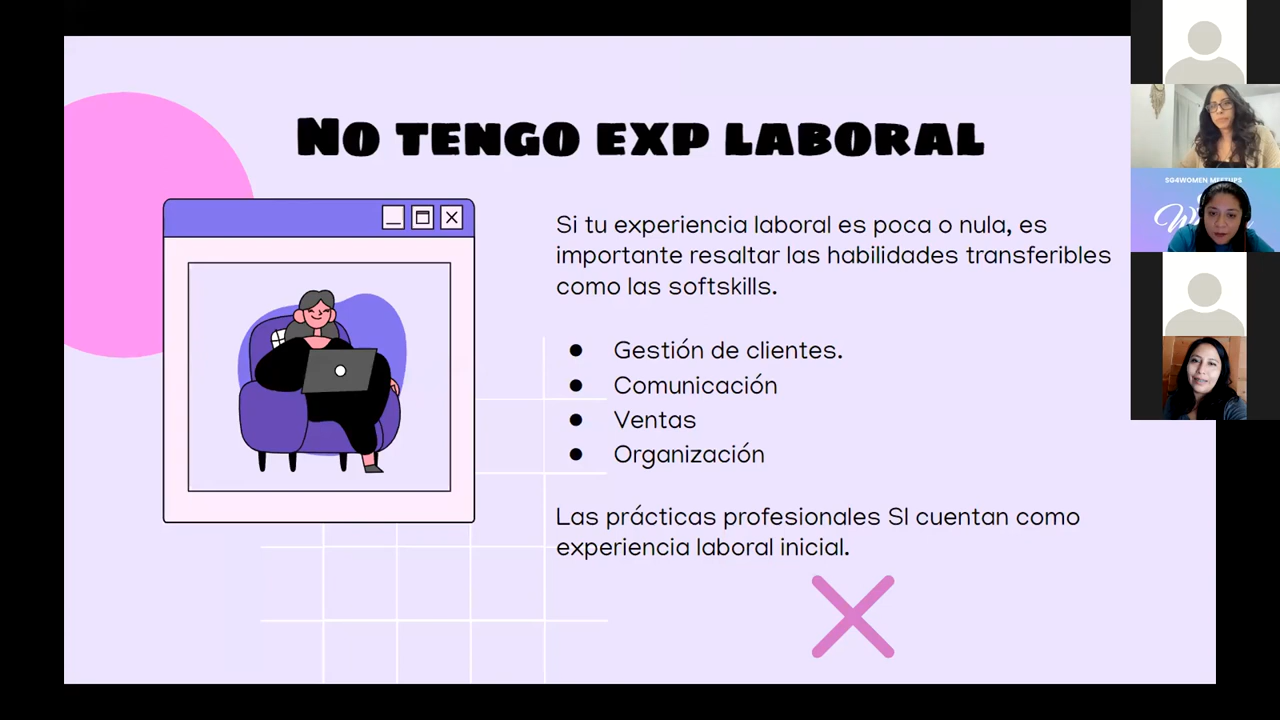 No tengo exp laboral
Si tu experiencia laboral es poca o nula, es
importante resaltar las habilidades transferibles
como las softskills.
● Gestión de clientes.
● Comunicación
● Ventas
● Organización
Las prácticas profesionales SI cuentan como
experiencia laboral inicial.
SG4WOMEN MEETUPS